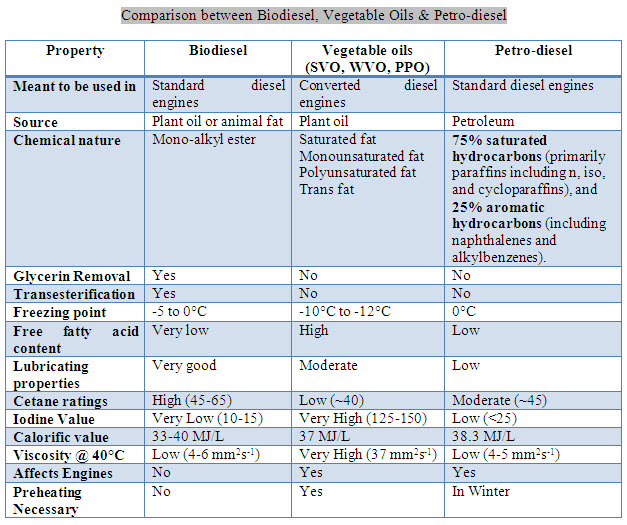 Comparison between Biodiesel, Vegetable Oils & Petro-diesel
Property Biodiesel Vegetable oils (SVO, WVO, PPO) Petro-diesel
Meant to be used in Standard diesel engines Converted diesel engines Standard diesel engines
Source Plant oil or animal fat Plant oil Petroleum
Chemical nature Mono-alkyl ester Saturated fat
Monounsaturated fat
Polyunsaturated fat
Trans fat
75% saturated
hydrocarbons (primarily
paraffins including n, iso,
and cycloparaffins), and
25% aromatic
hydrocarbons (including
naphthalenes and
alkylbenzenes).
Glycerin Removal Yes No No
Transesterification Yes No No
Freezing point -5 to 0°C -10°C to -12°C 0°C
Free fatty acid content Very low High Low
Lubricating properties Very good Moderate Low
Cetane ratings High (45-65) Low (~40) Moderate (~45)
Iodine Value Very Low (10-15) Very High (125-150) Low (<25)
Calorific value 33-40 MJ/L 37 MJ/L 38.3 MJ/L
Viscosity @ 40°C Low (4-6 mm²s⁻¹) Very High (37 mm²s⁻¹) Low (4-5 mm²s⁻¹)
Affects Engines No Yes Yes
Preheating Necessary No Yes In Winter